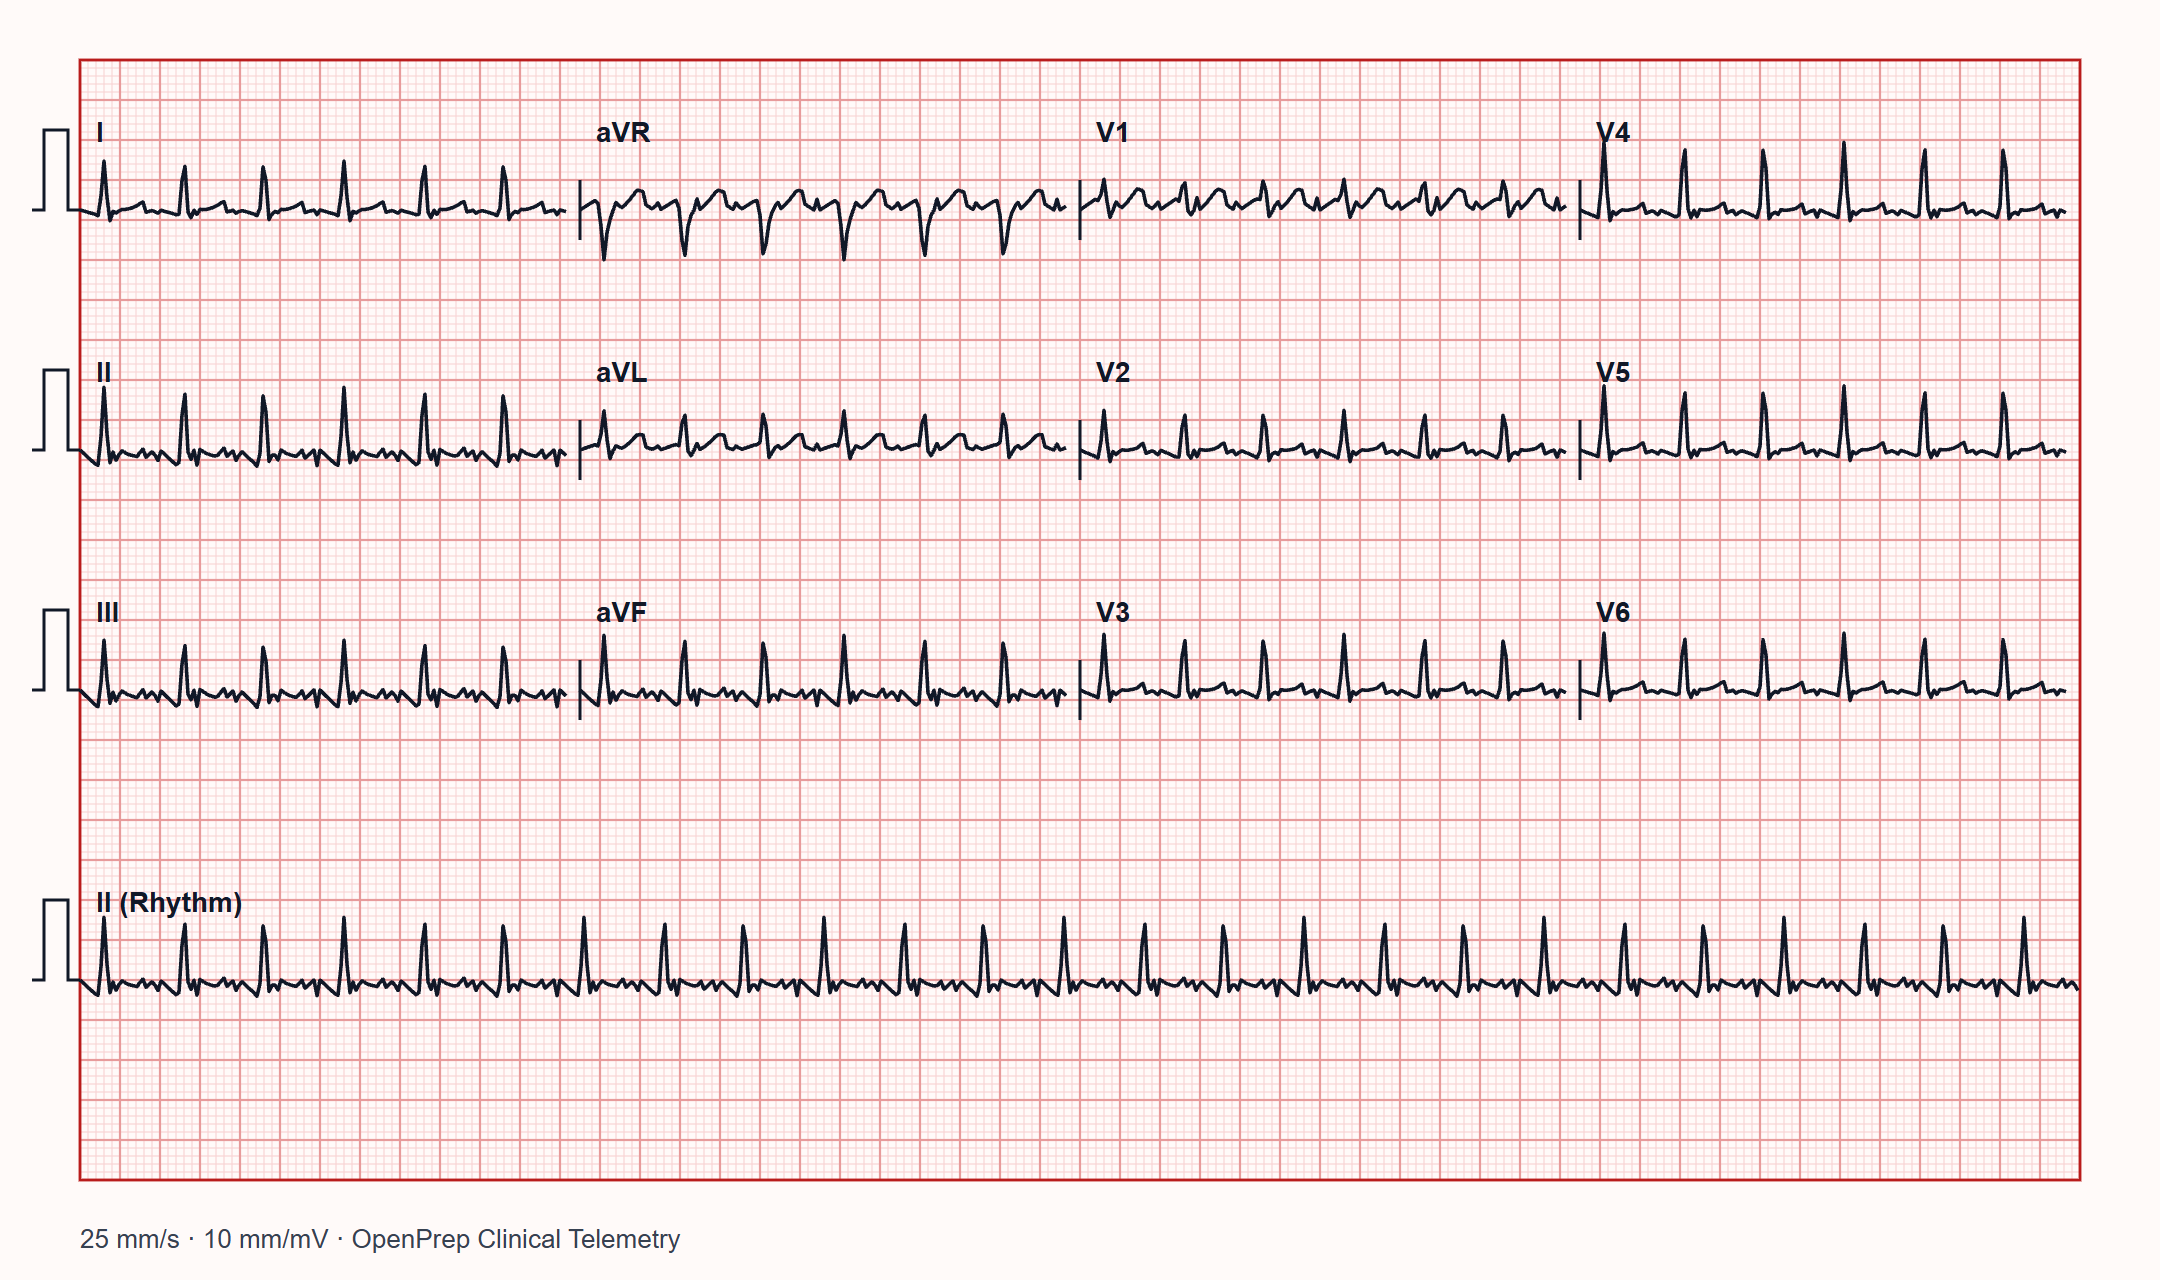 I aVR V1 V4
II aVL V2 V5
III aVF V3 V6
II (Rhythm)
25 mm/s · 10 mm/mV · OpenPrep Clinical Telemetry